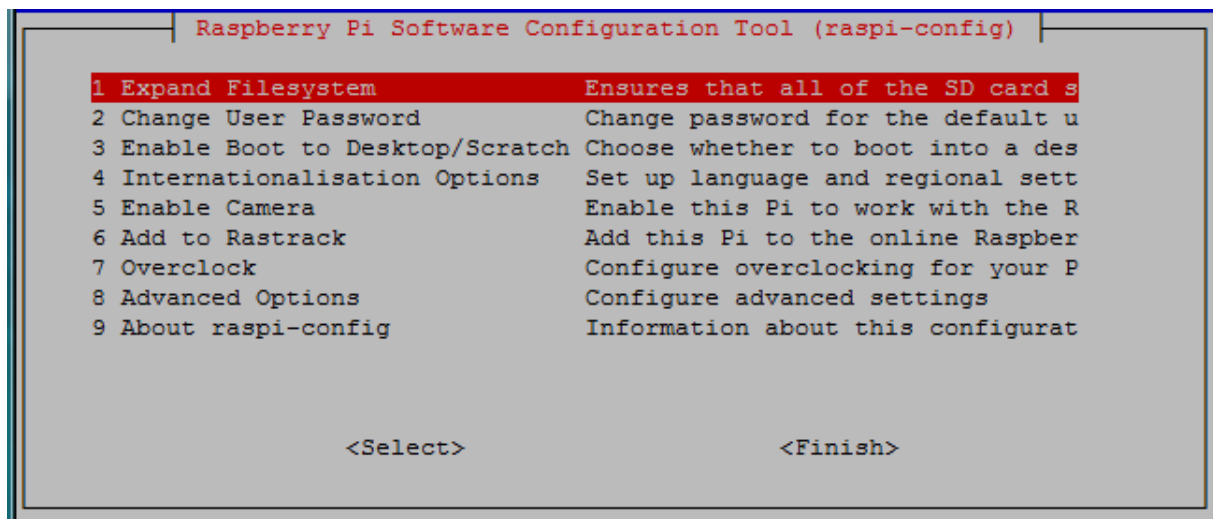 Raspberry Pi Software Configuration Tool (raspi-config)
1 Expand Filesystem Ensures that all of the SD card s
2 Change User Password Change password for the default u
3 Enable Boot to Desktop/Scratch Choose whether to boot into a des
4 Internationalisation Options Set up language and regional sett
5 Enable Camera Enable this Pi to work with the R
6 Add to Rastrack Add this Pi to the online Raspber
7 Overclock Configure overclocking for your P
8 Advanced Options Configure advanced settings
9 About raspi-config Information about this configurat
<Select> <Finish>